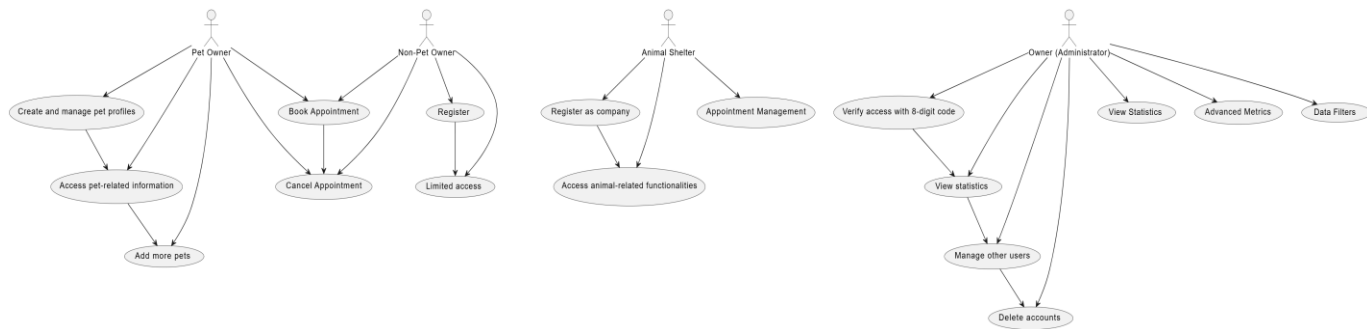 Pet Owner
Non-Pet Owner
Animal Shelter
Owner (Administrator)
Create and manage pet profiles
Book Appointment
Register
Register as company
Appointment Management
Verify access with 8-digit code
View Statistics
Advanced Metrics
Data Filters
Access pet-related information
Cancel Appointment
Limited access
Access animal-related functionalities
View statistics
Add more pets
Manage other users
Delete accounts